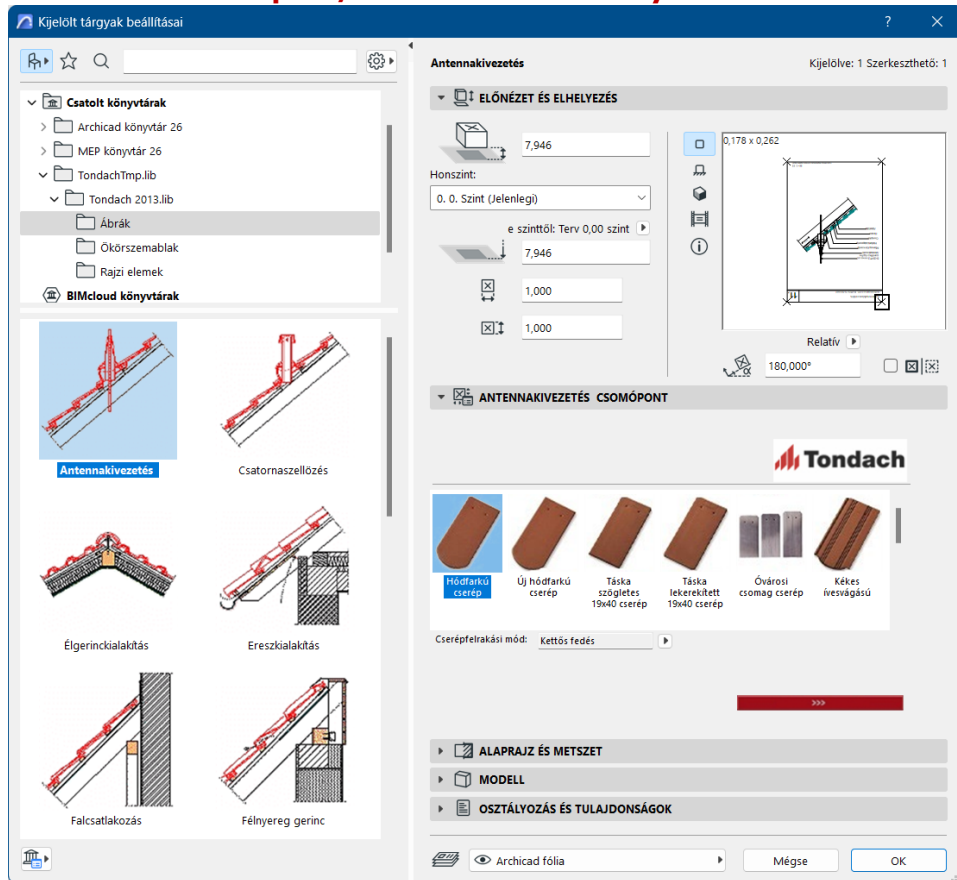 Kijelölt tárgyak beállításai
?
Csatolt könyvtárak
Archicad könyvtár 26
MEP könyvtár 26
TondachTmp.lib
Tondach 2013.lib
Ábrák
Ökörszemablak
Rajzi elemek
BIMcloud könyvtárak
Antennakivezetés
Csatornaszellőzés
Élgerinckialakítás
Ereszkialakítás
Falcsatlakozás
Félnyereg gerinc
Antennakivezetés
Kijelölve: 1 Szerkeszthető: 1
ELŐNÉZET ÉS ELHELYEZÉS
7,946
Honszint:
0. 0. Szint (Jelenlegi)
e szinttől: Terv 0,00 szint
7,946
1,000
1,000
0,178 x 0,262
Relatív
α
180,000°
ANTENNAKIVEZETÉS CSOMÓPONT
Tondach
Hódfarkú
cserép
Új hódfarkú
cserép
Táska
szögletes
19x40 cserép
Táska
lekerekített
19x40 cserép
Óvárosi
csomag cserép
Kékes
ívesvágású
Cserépfelrakási mód:
Kettős fedés
>>>
ALAPRAJZ ÉS METSZET
MODELL
OSZTÁLYOZÁS ÉS TULAJDONSÁGOK
Archicad fólia
Mégse
OK